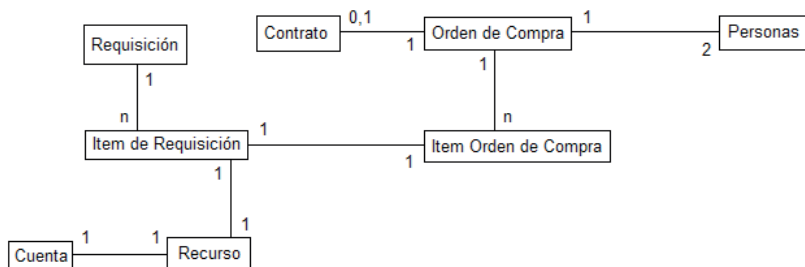 Requisición
1
n
Item de Requisición
Contrato
0,1
1
Orden de Compra
1
2
Personas
1
n
Item Orden de Compra
1
1
1
1
Recurso
1
1
Cuenta